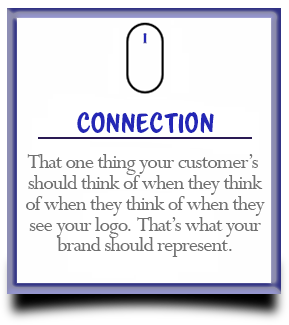 1
CONNECTION
That one thing your customer's
should think of when they think
of when they think of when they
see your logo. That's what your
brand should represent.